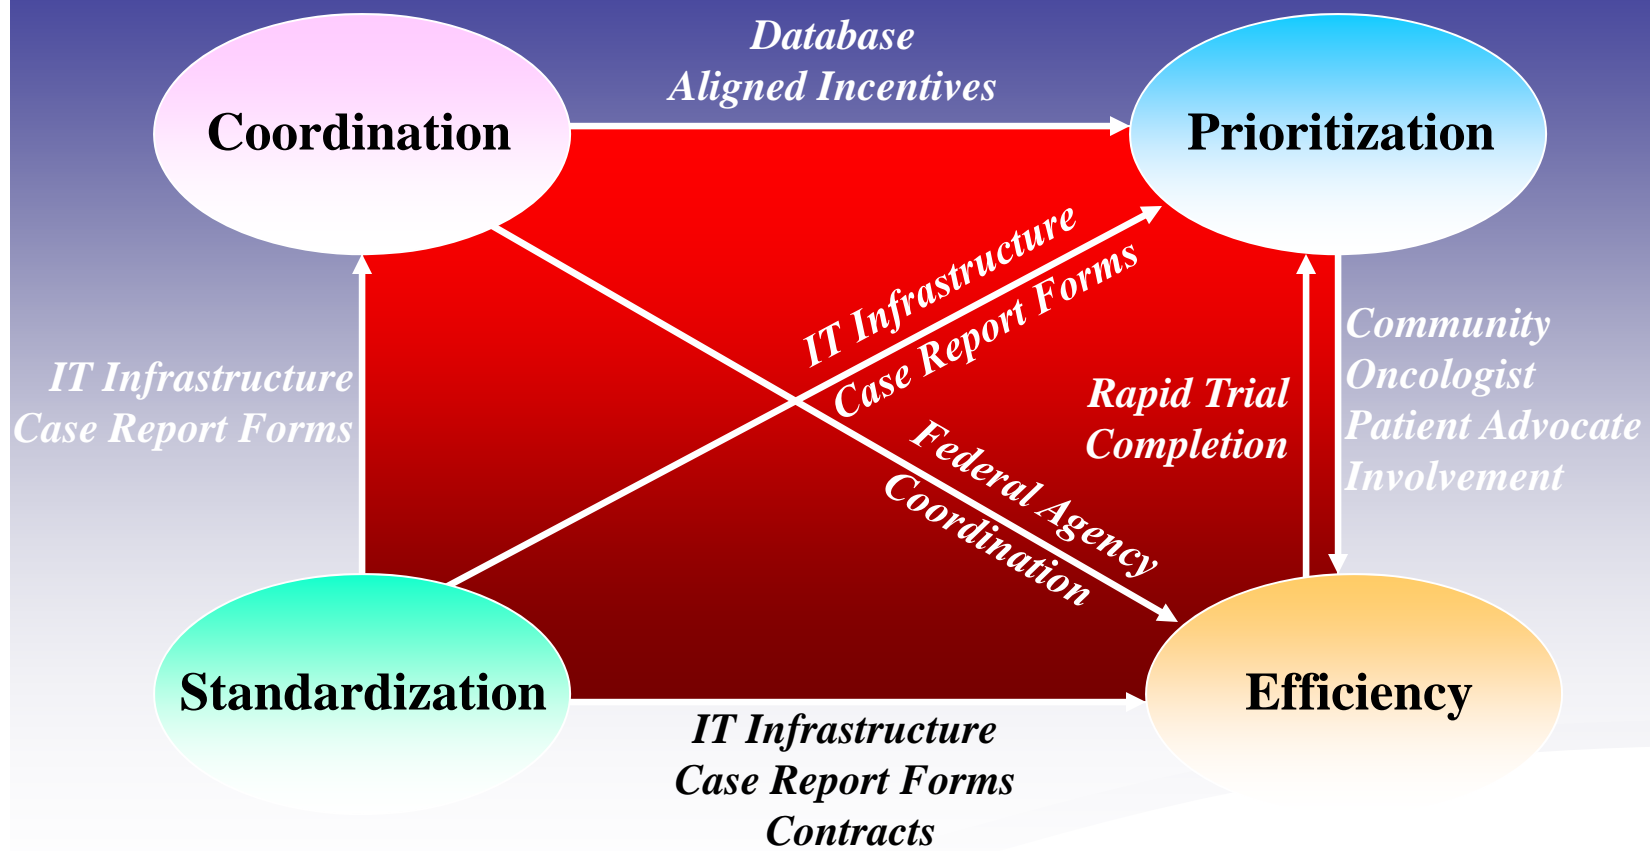 Database
Aligned Incentives
Coordination
Prioritization
IT Infrastructure
Case Report Forms
IT Infrastructure
Case Report Forms
Federal Agency
Coordination
Rapid Trial
Completion
Community
Oncologist
Patient Advocate
Involvement
Standardization
Efficiency
IT Infrastructure
Case Report Forms
Contracts